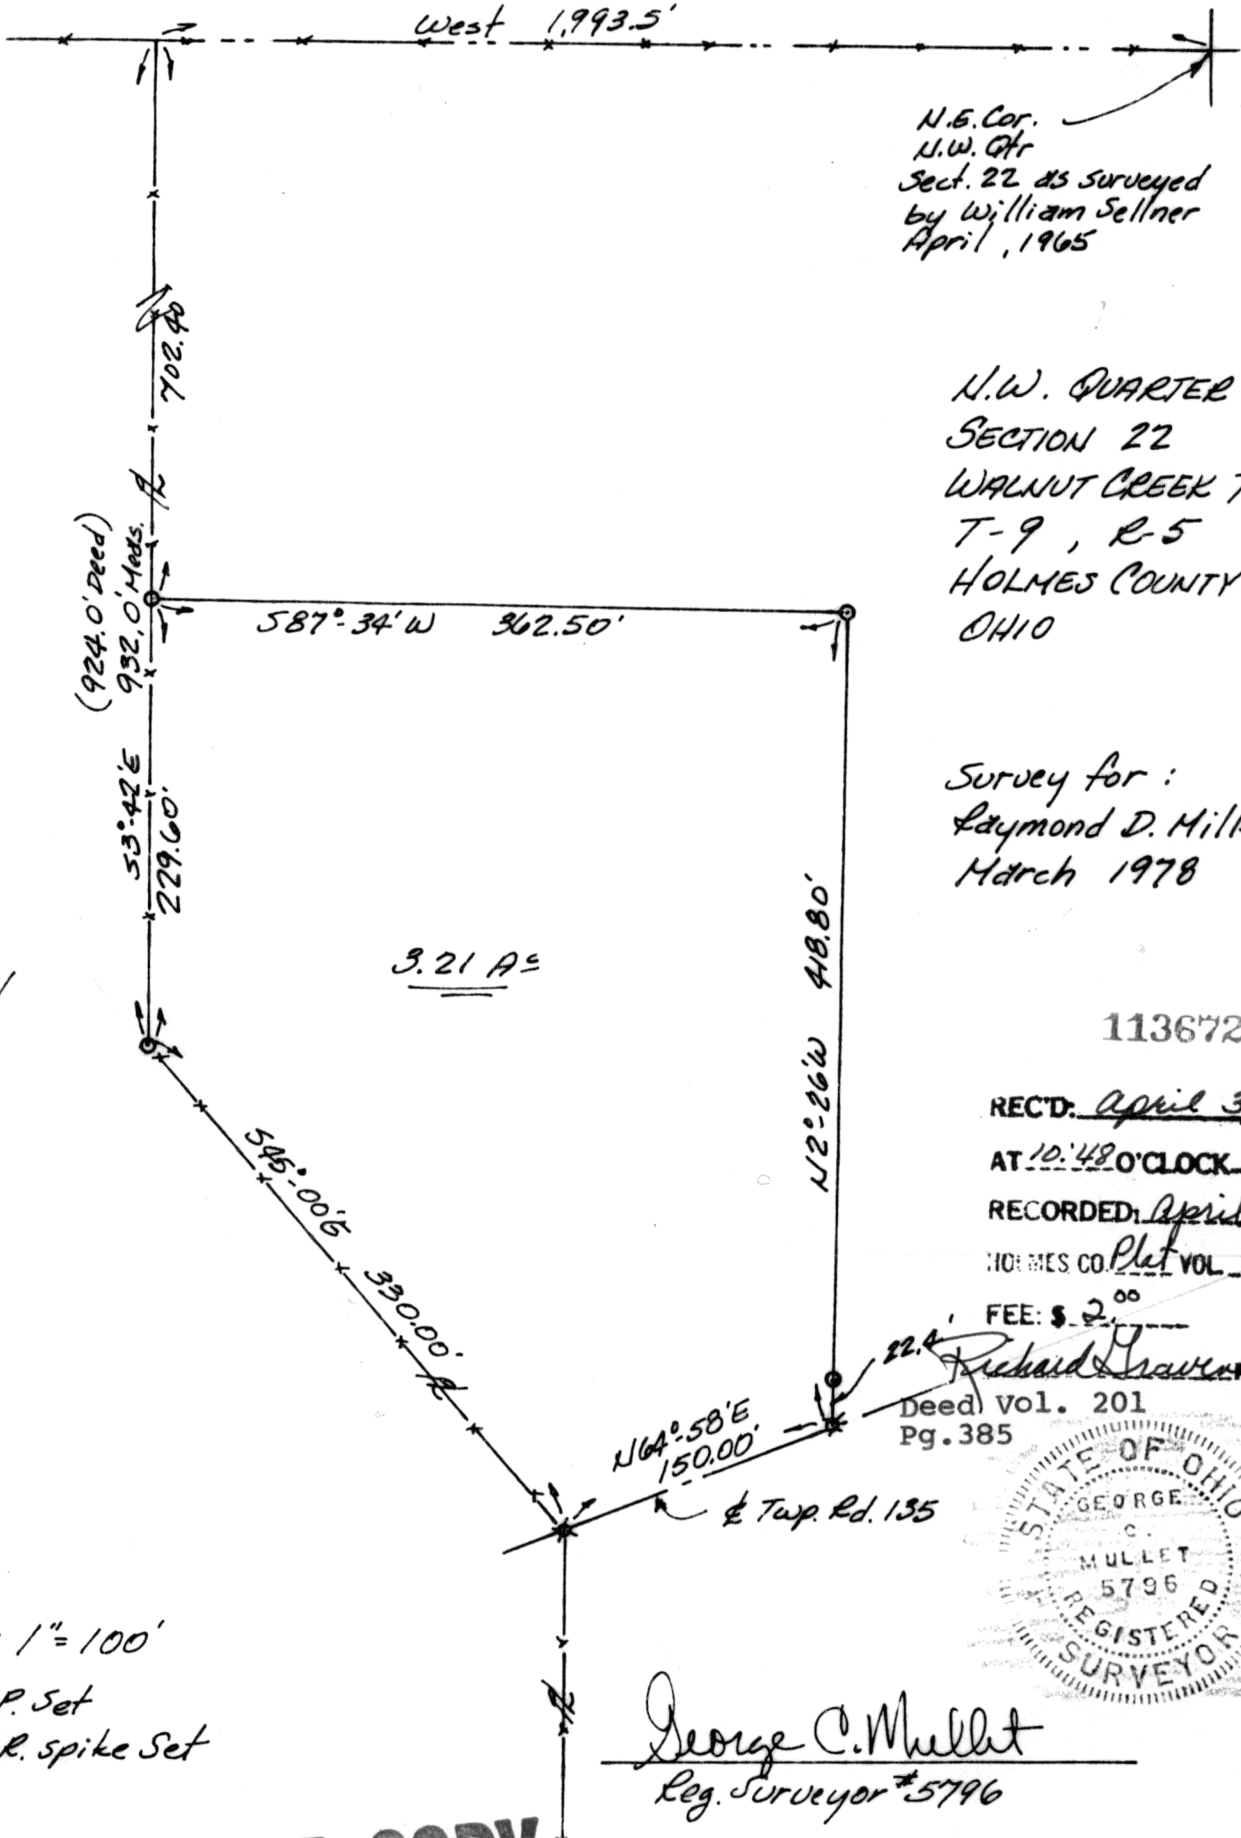 West 1,993.5'
N.E. Cor.
N.W. Qtr
Sect. 22 as surveyed
by William Sellner
April, 1965
702.40
N.W. QUARTER
SECTION 22
WALNUT CREEK T
T-9, R-5
HOLMES COUNTY
OHIO
(924.0' Deed)
932.0' Meas.
S87°-34'W 362.50'
S3°-42'E
229.60'
Survey for:
Raymond D. Mill
March 1978
3.21 Ac
N2°-26'W 418.80'
113672
REC'D: April 3
AT 10:48 O'CLOCK
RECORDED: April
HOLMES CO. Plat VOL.
FEE: $ 2.00
Richard Graven
Deed Vol. 201
Pg.385
S45°-00'E 330.00'
22.4'
N64°-58'E
150.00'
℄ Twp. Rd. 135
STATE OF OHIO
GEORGE
C.
MULLET
5796
REGISTERED
SURVEYOR
1"=100'
P. Set
R. spike Set
George C. Mullet
Reg. Surveyor #5796
COPY